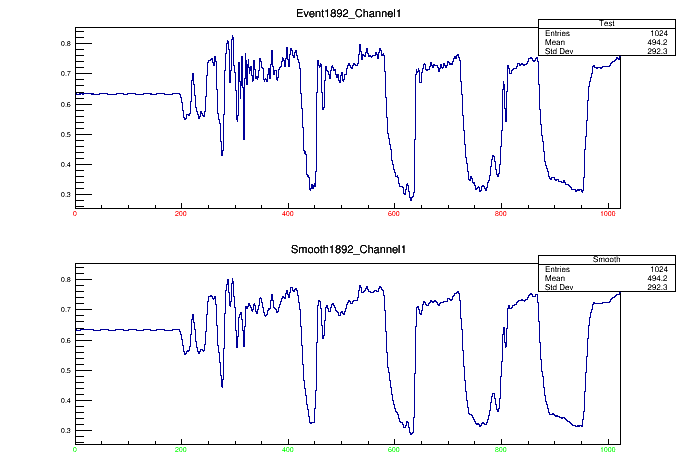 Event1892_Channel1
Test
Entries 1024
Mean 494.2
Std Dev 292.3
0.8
0.7
0.6
0.5
0.4
0.3
0 200 400 600 800 1000
Smooth1892_Channel1
Smooth
Entries 1024
Mean 494.2
Std Dev 292.3
0.8
0.7
0.6
0.5
0.4
0.3
0 200 400 600 800 1000